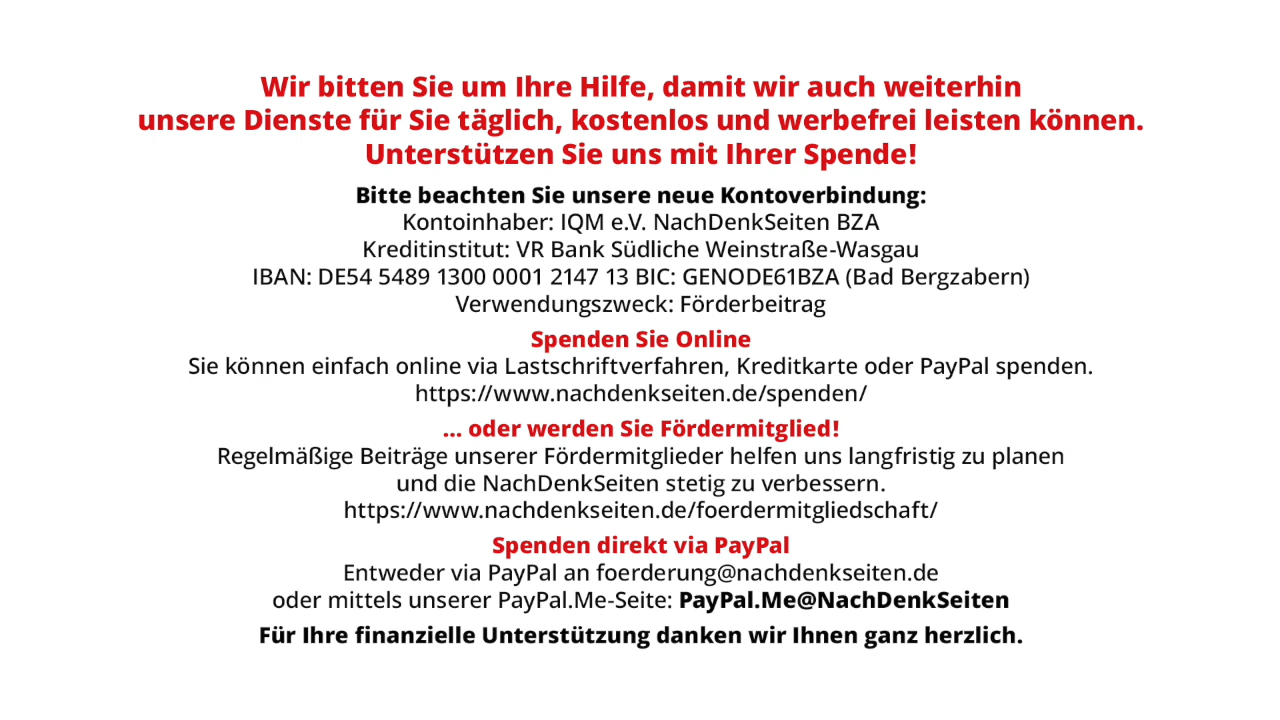 Wir bitten Sie um Ihre Hilfe, damit wir auch weiterhin
unsere Dienste für Sie täglich, kostenlos und werbefrei leisten können.
Unterstützen Sie uns mit Ihrer Spende!
Bitte beachten Sie unsere neue Kontoverbindung:
Kontoinhaber: IQM e.V. NachDenkSeiten BZA
Kreditinstitut: VR Bank Südliche Weinstraße-Wasgau
IBAN: DE54 5489 1300 0001 2147 13 BIC: GENODE61BZA (Bad Bergzabern)
Verwendungszweck: Förderbeitrag
Spenden Sie Online
Sie können einfach online via Lastschriftverfahren, Kreditkarte oder PayPal spenden.
https://www.nachdenkseiten.de/spenden/
... oder werden Sie Fördermitglied!
Regelmäßige Beiträge unserer Fördermitglieder helfen uns langfristig zu planen
und die NachDenkSeiten stetig zu verbessern.
https://www.nachdenkseiten.de/foerdermitgliedschaft/
Spenden direkt via PayPal
Entweder via PayPal an foerderung@nachdenkseiten.de
oder mittels unserer PayPal.Me-Seite: PayPal.Me@NachDenkSeiten
Für Ihre finanzielle Unterstützung danken wir Ihnen ganz herzlich.